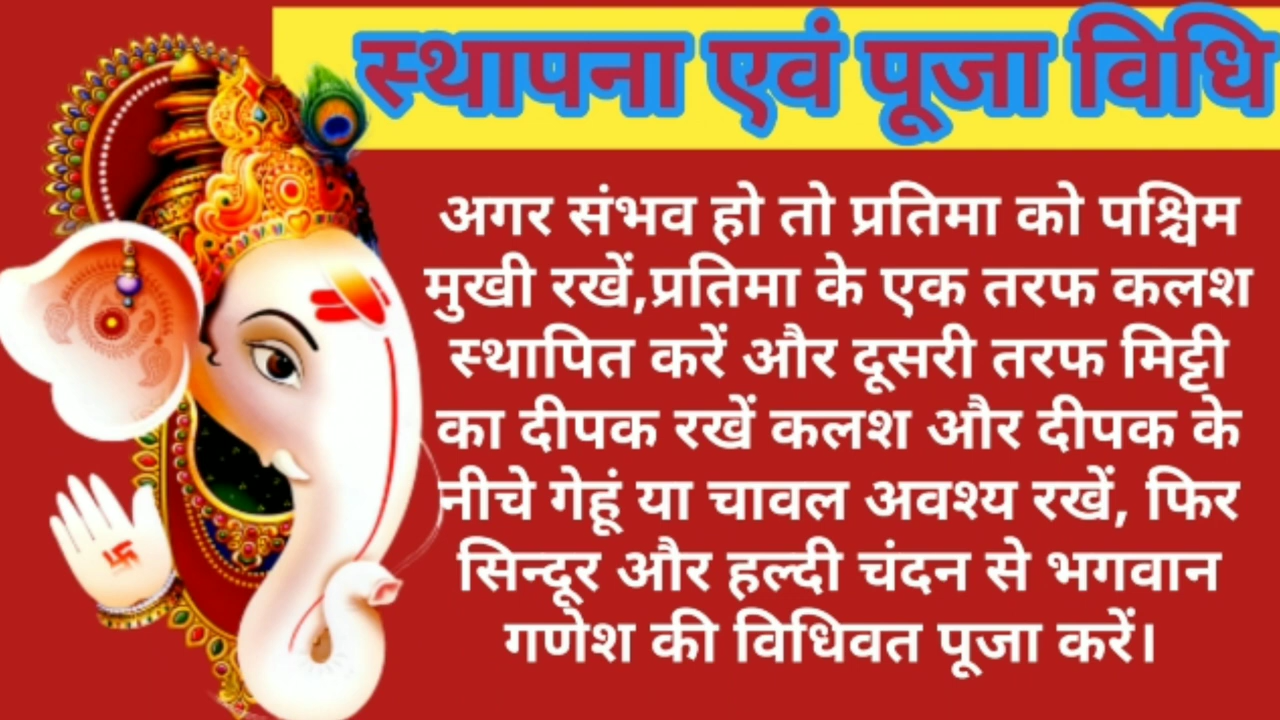 स्थापना एवं पूजा विधि
अगर संभव हो तो प्रतिमा को पश्चिम
मुखी रखें,प्रतिमा के एक तरफ कलश
स्थापित करें और दूसरी तरफ मिट्टी
का दीपक रखें कलश और दीपक के
नीचे गेहूं या चावल अवश्य रखें, फिर
सिन्दूर और हल्दी चंदन से भगवान
गणेश की विधिवत पूजा करें।